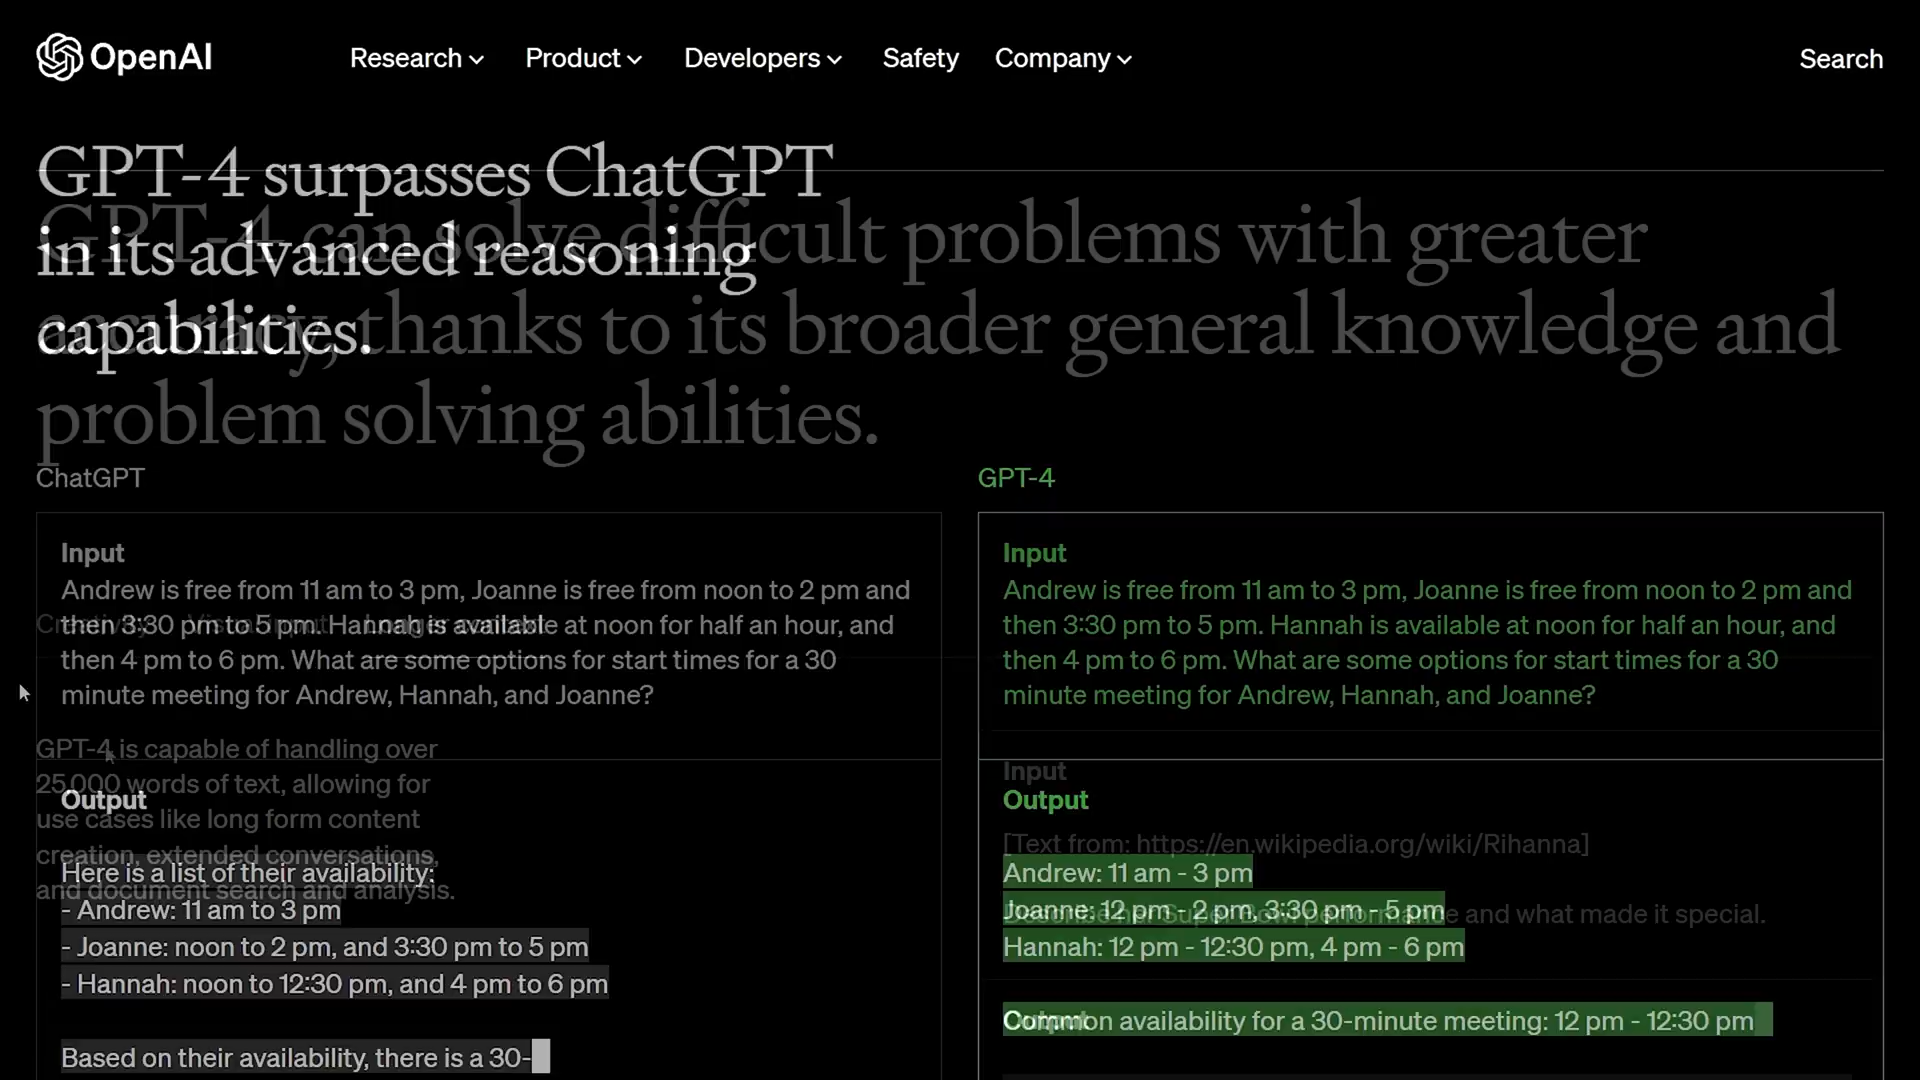 OpenAI
Research
Product
Developers
Safety
Company
Search
GPT-4 surpasses ChatGPT
in its advanced reasoning
capabilities.
GPT-4 can solve difficult problems with greater
accuracy, thanks to its broader general knowledge and
problem solving abilities.
ChatGPT
Input
Andrew is free from 11 am to 3 pm, Joanne is free from noon to 2 pm and
then 3:30 pm to 5 pm. Hannah is available at noon for half an hour, and
then 4 pm to 6 pm. What are some options for start times for a 30
minute meeting for Andrew, Hannah, and Joanne?
Output
Here is a list of their availability:
- Andrew: 11 am to 3 pm
- Joanne: noon to 2 pm, and 3:30 pm to 5 pm
- Hannah: noon to 12:30 pm, and 4 pm to 6 pm
Based on their availability, there is a 30-
GPT-4 is capable of handling over
25,000 words of text, allowing for
use cases like long form content
creation, extended conversations,
and document search and analysis.
GPT-4
Input
Andrew is free from 11 am to 3 pm, Joanne is free from noon to 2 pm and
then 3:30 pm to 5 pm. Hannah is available at noon for half an hour, and
then 4 pm to 6 pm. What are some options for start times for a 30
minute meeting for Andrew, Hannah, and Joanne?
Output
Andrew: 11 am - 3 pm
Joanne: 12 pm - 2 pm, 3:30 pm - 5 pm
Hannah: 12 pm - 12:30 pm, 4 pm - 6 pm
Common availability for a 30-minute meeting: 12 pm - 12:30 pm
Input
[Text from: https://en.wikipedia.org/wiki/Rihanna]
and what made it special.